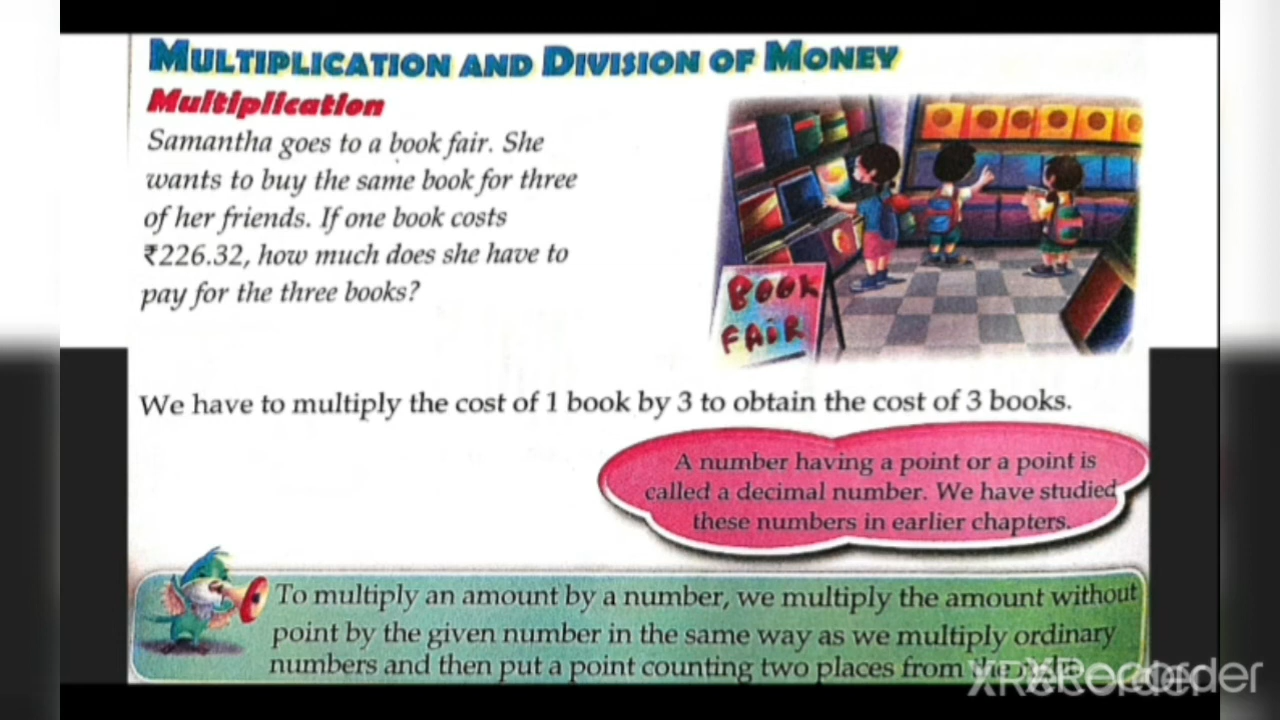 MULTIPLICATION AND DIVISION OF MONEY
Multiplication
Samantha goes to a book fair. She
wants to buy the same book for three
of her friends. If one book costs
₹226.32, how much does she have to
pay for the three books?
BOOK
FAIR
We have to multiply the cost of 1 book by 3 to obtain the cost of 3 books.
A number having a point or a point is
called a decimal number. We have studied
these numbers in earlier chapters.
To multiply an amount by a number, we multiply the amount without
point by the given number in the same way as we multiply ordinary
numbers and then put a point counting two places from
XRecorder